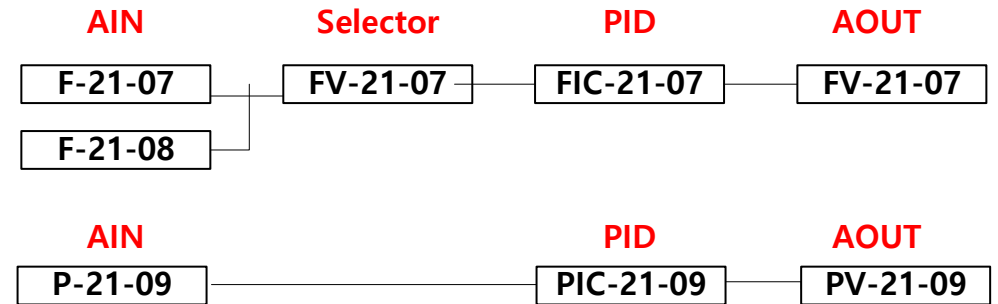 AIN Selector PID AOUT
F-21-07 FV-21-07 FIC-21-07 FV-21-07
F-21-08
AIN PID AOUT
P-21-09 PIC-21-09 PV-21-09